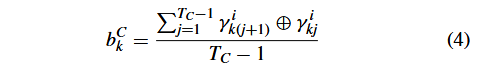 b_k^C = \frac{\sum_{j=1}^{T_C-1} \gamma_{k(j+1)}^i \oplus \gamma_{kj}^i}{T_C - 1} (4)